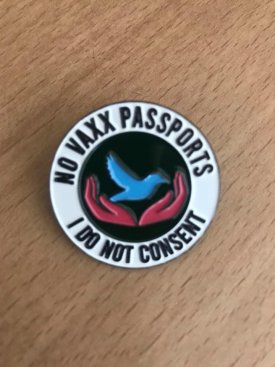 NO VAXX PASSPORTS
I DO NOT CONSENT